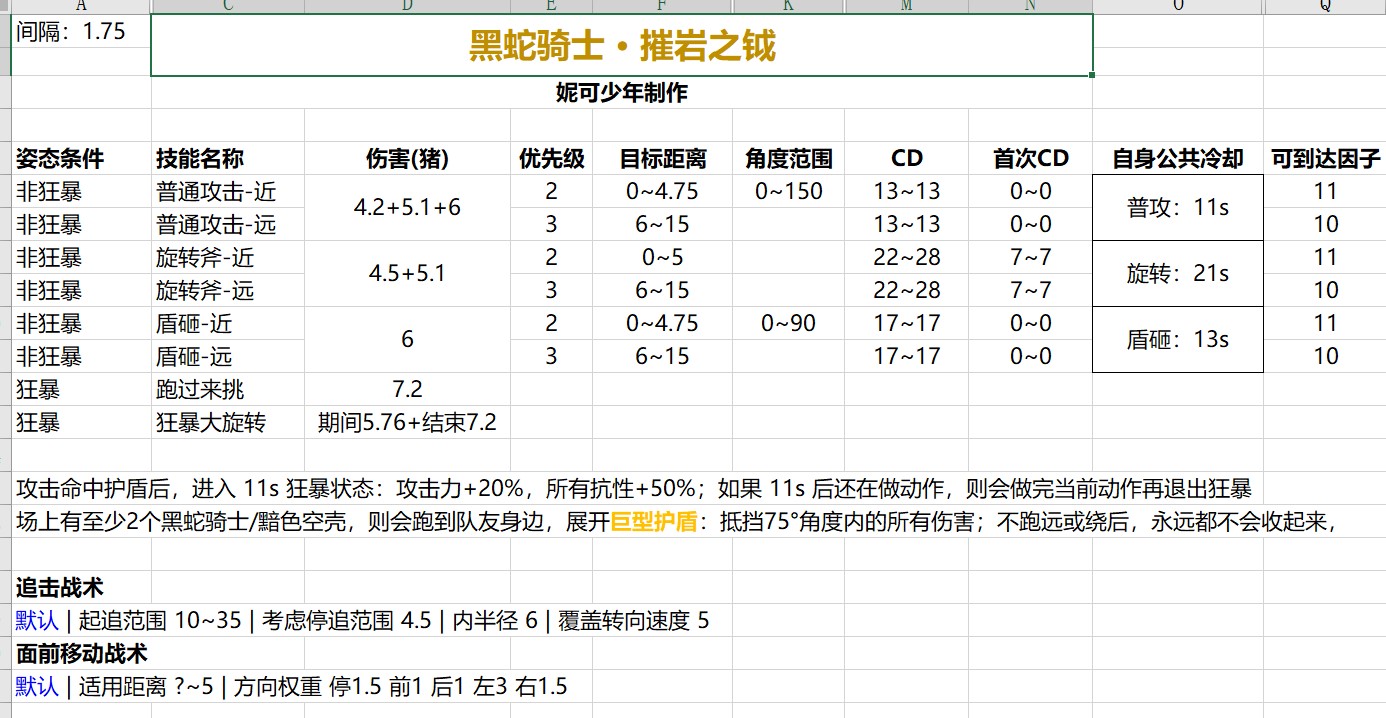 A C D E F K M N O Q
间隔：1.75
黑蛇骑士·摧岩之钺
妮可少年制作
姿态条件 技能名称 伤害(猪) 优先级 目标距离 角度范围 CD 首次CD 自身公共冷却 可到达因子
非狂暴 普通攻击-近 4.2+5.1+6 2 0~4.75 0~150 13~13 0~0 普攻：11s 11
非狂暴 普通攻击-远 3 6~15 13~13 0~0 10
非狂暴 旋转斧-近 4.5+5.1 2 0~5 22~28 7~7 旋转：21s 11
非狂暴 旋转斧-远 3 6~15 22~28 7~7 10
非狂暴 盾砸-近 6 2 0~4.75 0~90 17~17 0~0 盾砸：13s 11
非狂暴 盾砸-远 3 6~15 17~17 0~0 10
狂暴 跑过来挑 7.2
狂暴 狂暴大旋转 期间5.76+结束7.2
攻击命中护盾后，进入 11s 狂暴状态：攻击力+20%，所有抗性+50%；如果 11s 后还在做动作，则会做完当前动作再退出狂暴
场上有至少2个黑蛇骑士/黯色空壳，则会跑到队友身边，展开巨型护盾：抵挡75°角度内的所有伤害；不跑远或绕后，永远都不会收起来，
追击战术
默认 | 起追范围 10~35 | 考虑停追范围 4.5 | 内半径 6 | 覆盖转向速度 5
面前移动战术
默认 | 适用距离 ?~5 | 方向权重 停1.5 前1 后1 左3 右1.5